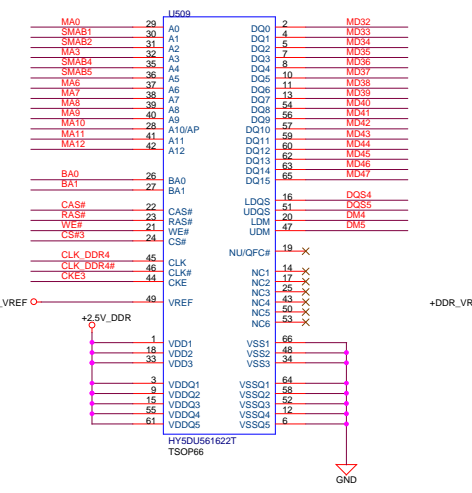 U509
MA0 29 A0 DQ0 2 MD32
SMAB1 30 A1 DQ1 4 MD33
SMAB2 31 A2 DQ2 5 MD34
MA3 32 A3 DQ3 7 MD35
SMAB4 35 A4 DQ4 8 MD36
SMAB5 36 A5 DQ5 10 MD37
MA6 37 A6 DQ6 11 MD38
MA7 38 A7 DQ7 13 MD39
MA8 39 A8 DQ8 54 MD40
MA9 40 A9 DQ9 56 MD41
MA10 28 A10/AP DQ10 57 MD42
MA11 41 A11 DQ11 59 MD43
MA12 42 A12 DQ12 60 MD44
DQ13 62 MD45
DQ14 63 MD46
BA0 26 BA0 DQ15 65 MD47
BA1 27 BA1
LDQS 16 DQS4
CAS# 22 CAS# UDQS 51 DQS5
RAS# 23 RAS# LDM 20 DM4
WE# 21 WE# UDM 47 DM5
CS#3 24 CS#
NU/QFC# 19
CLK_DDR4 45 CLK
CLK_DDR4# 46 CLK# NC1 14
CKE3 44 CKE NC2 17
NC3 25
_VREF 49 VREF NC4 43 +DDR_VR
NC5 50
+2.5V_DDR NC6 53
1 VDD1 VSS1 66
18 VDD2 VSS2 48
33 VDD3 VSS3 34
3 VDDQ1 VSSQ1 64
9 VDDQ2 VSSQ2 58
15 VDDQ3 VSSQ3 52
55 VDDQ4 VSSQ4 12
61 VDDQ5 VSSQ5 6
HY5DU561622T
TSOP66
GND